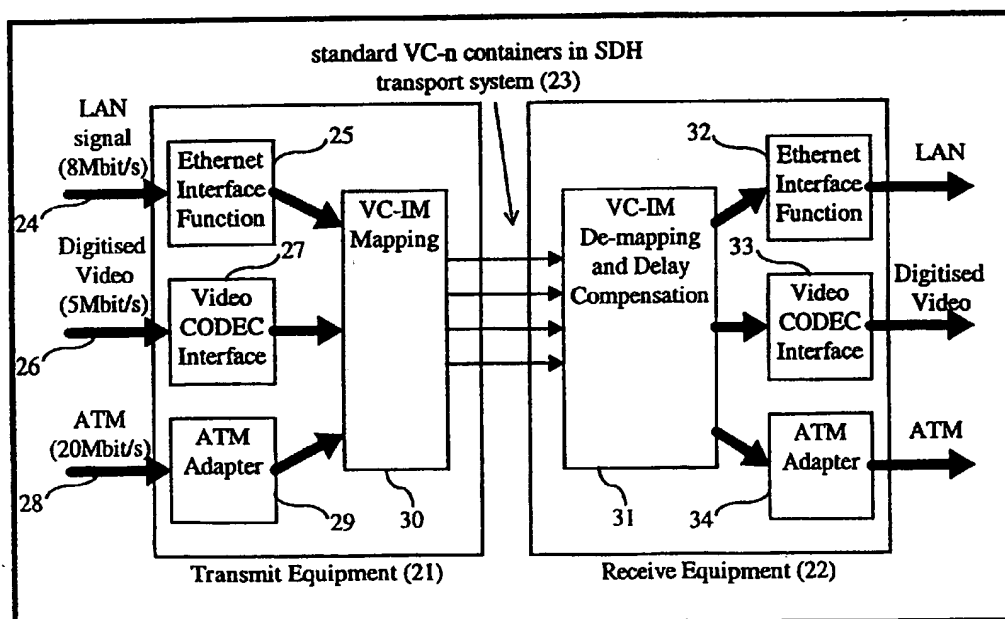 standard VC-n containers in SDH
transport system (23)
LAN
signal
(8Mbit/s)
24
25
Ethernet
Interface
Function
Digitised
Video
(5Mbit/s)
26
27
Video
CODEC
Interface
ATM
(20Mbit/s)
28
ATM
Adapter
29
VC-IM
Mapping
30
Transmit Equipment (21)
VC-IM
De-mapping
and Delay
Compensation
31
32
Ethernet
Interface
Function
LAN
33
Video
CODEC
Interface
Digitised
Video
34
ATM
Adapter
ATM
Receive Equipment (22)